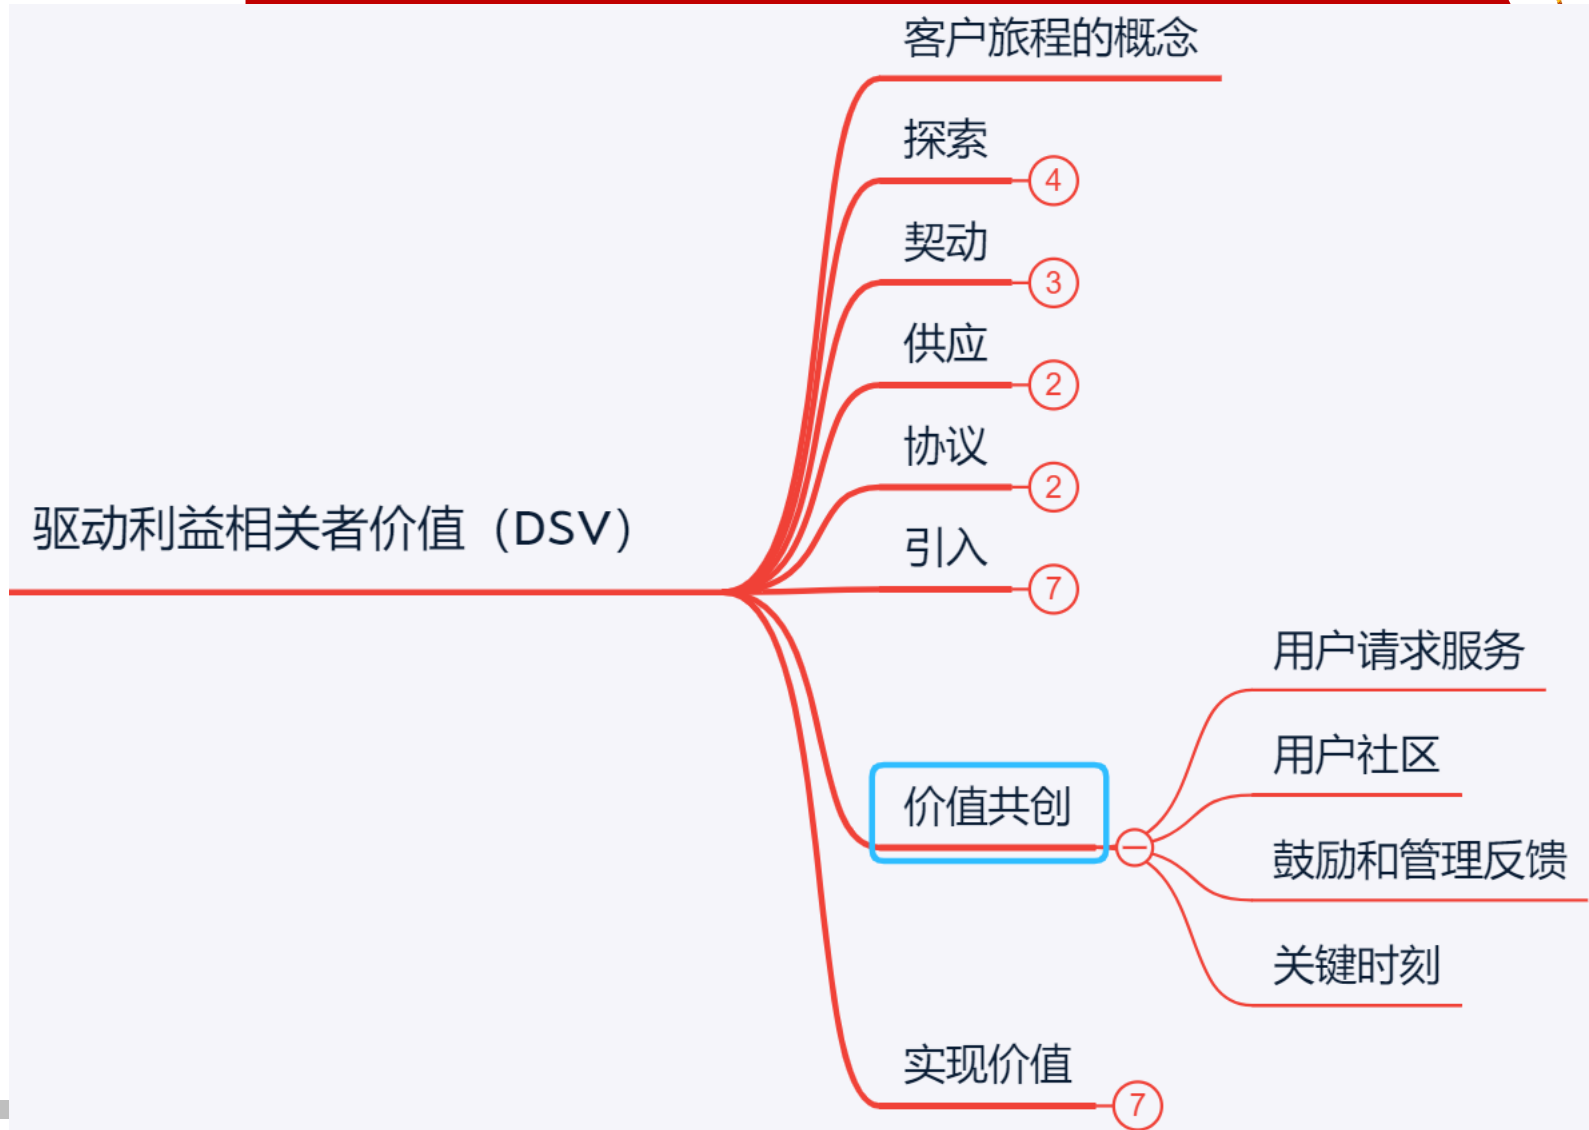 客户旅程的概念
探索
4
契动
3
供应
2
协议
2
驱动利益相关者价值（DSV）
引入
7
用户请求服务
用户社区
价值共创
鼓励和管理反馈
关键时刻
实现价值
7